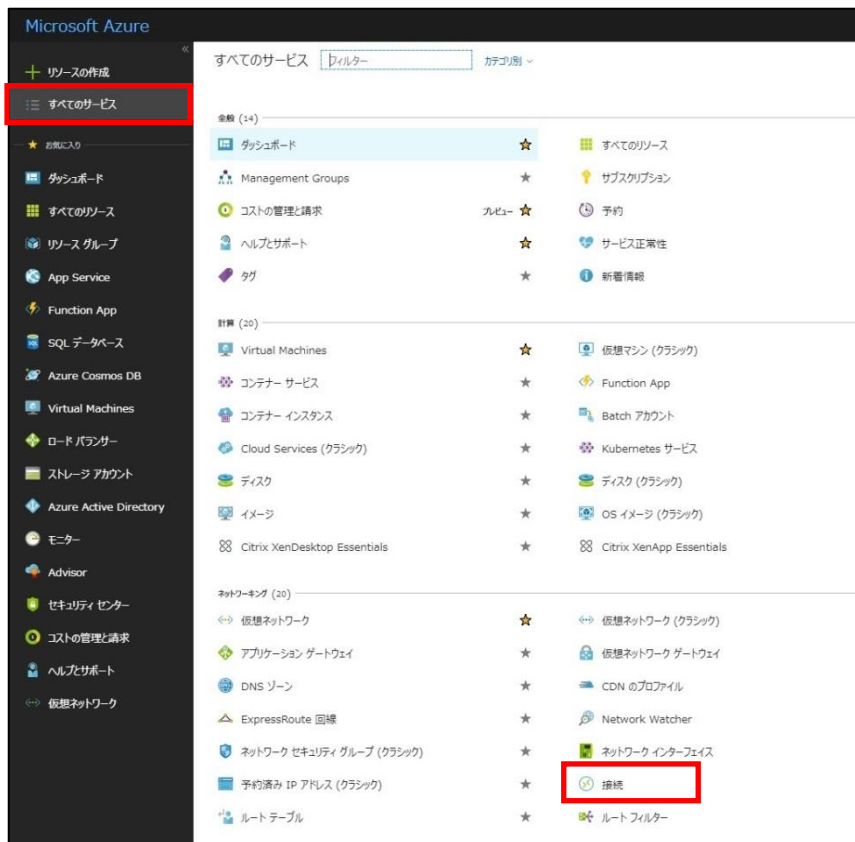 Microsoft Azure
«
リソースの作成
すべてのサービス
お気に入り
ダッシュボード
すべてのリソース
リソース グループ
App Service
Function App
SQL データベース
Azure Cosmos DB
Virtual Machines
ロード バランサー
ストレージ アカウント
Azure Active Directory
モニター
Advisor
セキュリティ センター
コストの管理と請求
ヘルプとサポート
仮想ネットワーク
すべてのサービス フィルター カテゴリ別
全般 (14)
ダッシュボード すべてのリソース
Management Groups サブスクリプション
コストの管理と請求 プレビュー 予約
ヘルプとサポート サービス正常性
タグ 新着情報
計算 (20)
Virtual Machines 仮想マシン (クラシック)
コンテナー サービス Function App
コンテナー インスタンス Batch アカウント
Cloud Services (クラシック) Kubernetes サービス
ディスク ディスク (クラシック)
イメージ OS イメージ (クラシック)
Citrix XenDesktop Essentials Citrix XenApp Essentials
ネットワーキング (20)
仮想ネットワーク 仮想ネットワーク (クラシック)
アプリケーション ゲートウェイ 仮想ネットワーク ゲートウェイ
DNS ゾーン CDN のプロファイル
ExpressRoute 回線 Network Watcher
ネットワーク セキュリティ グループ (クラシック) ネットワーク インターフェイス
予約済み IP アドレス (クラシック) 接続
ルート テーブル ルート フィルター